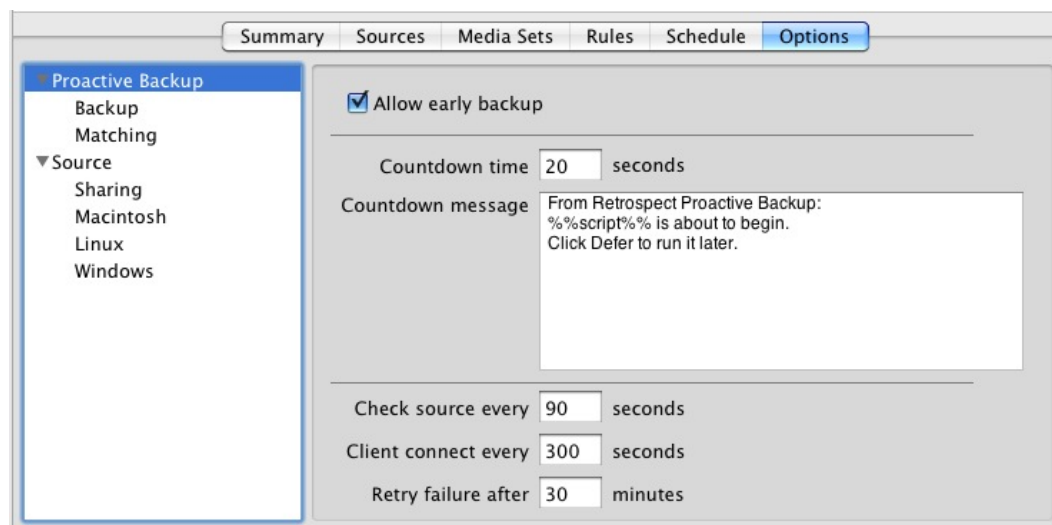 Summary Sources Media Sets Rules Schedule Options
Proactive Backup
Backup
Matching
Source
Sharing
Macintosh
Linux
Windows
Allow early backup
Countdown time 20 seconds
Countdown message From Retrospect Proactive Backup:
%%script%% is about to begin.
Click Defer to run it later.
Check source every 90 seconds
Client connect every 300 seconds
Retry failure after 30 minutes